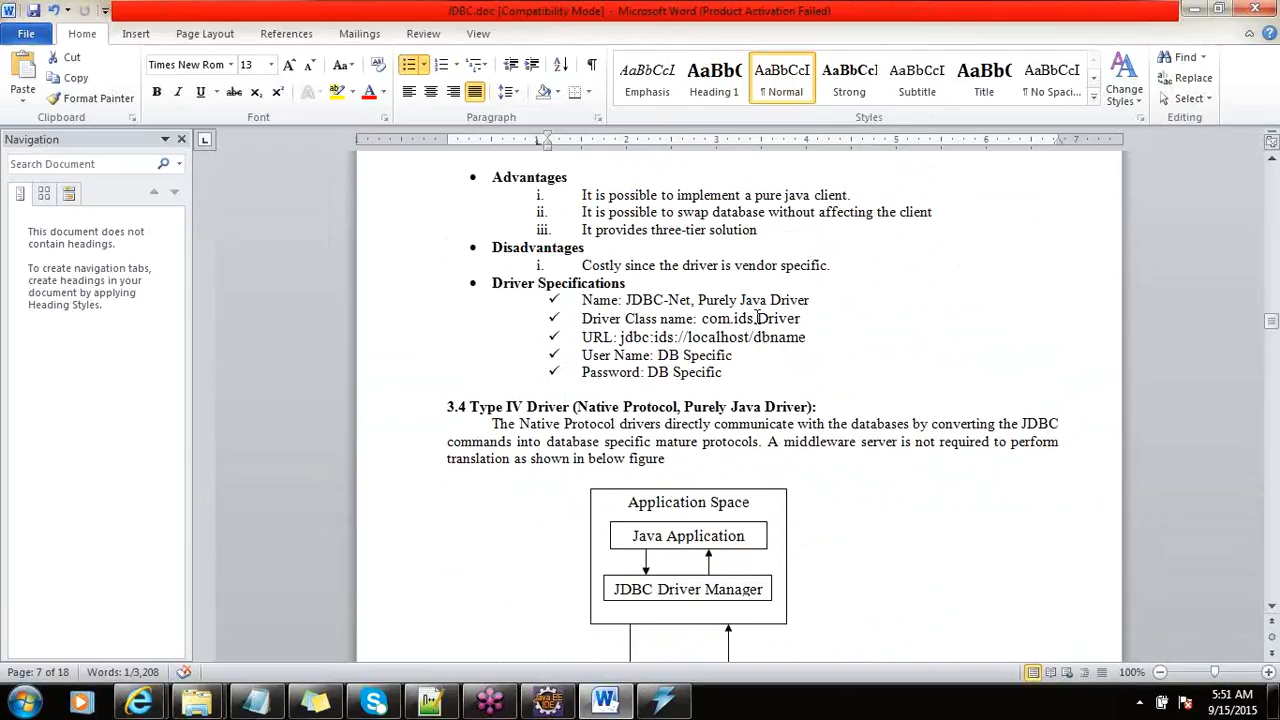 JDBC.doc [Compatibility Mode] - Microsoft Word (Product Activation Failed)
File Home Insert Page Layout References Mailings Review View
Paste
Cut
Copy
Format Painter
Clipboard
Times New Rom 13
Font
Paragraph
AaBbCcI AaBbC AaBbCcI AaBbCcl AaBbCcI AaBbC AaBbCcI
Emphasis Heading 1 ¶ Normal Strong Subtitle Title ¶ No Spaci...
Change Styles
Styles
Find
Replace
Select
Editing
Navigation
Search Document
This document does not
contain headings.
To create navigation tabs,
create headings in your
document by applying
Heading Styles.
1 2 3 4 5 6 7
• Advantages
i. It is possible to implement a pure java client.
ii. It is possible to swap database without affecting the client
iii. It provides three-tier solution
• Disadvantages
i. Costly since the driver is vendor specific.
• Driver Specifications
✓ Name: JDBC-Net, Purely Java Driver
✓ Driver Class name: com.ids.Driver
✓ URL: jdbc:ids://localhost/dbname
✓ User Name: DB Specific
✓ Password: DB Specific
3.4 Type IV Driver (Native Protocol, Purely Java Driver):
The Native Protocol drivers directly communicate with the databases by converting the JDBC
commands into database specific mature protocols. A middleware server is not required to perform
translation as shown in below figure
Application Space
Java Application
JDBC Driver Manager
Page: 7 of 18 Words: 1/3,208 100%
5:51 AM
9/15/2015